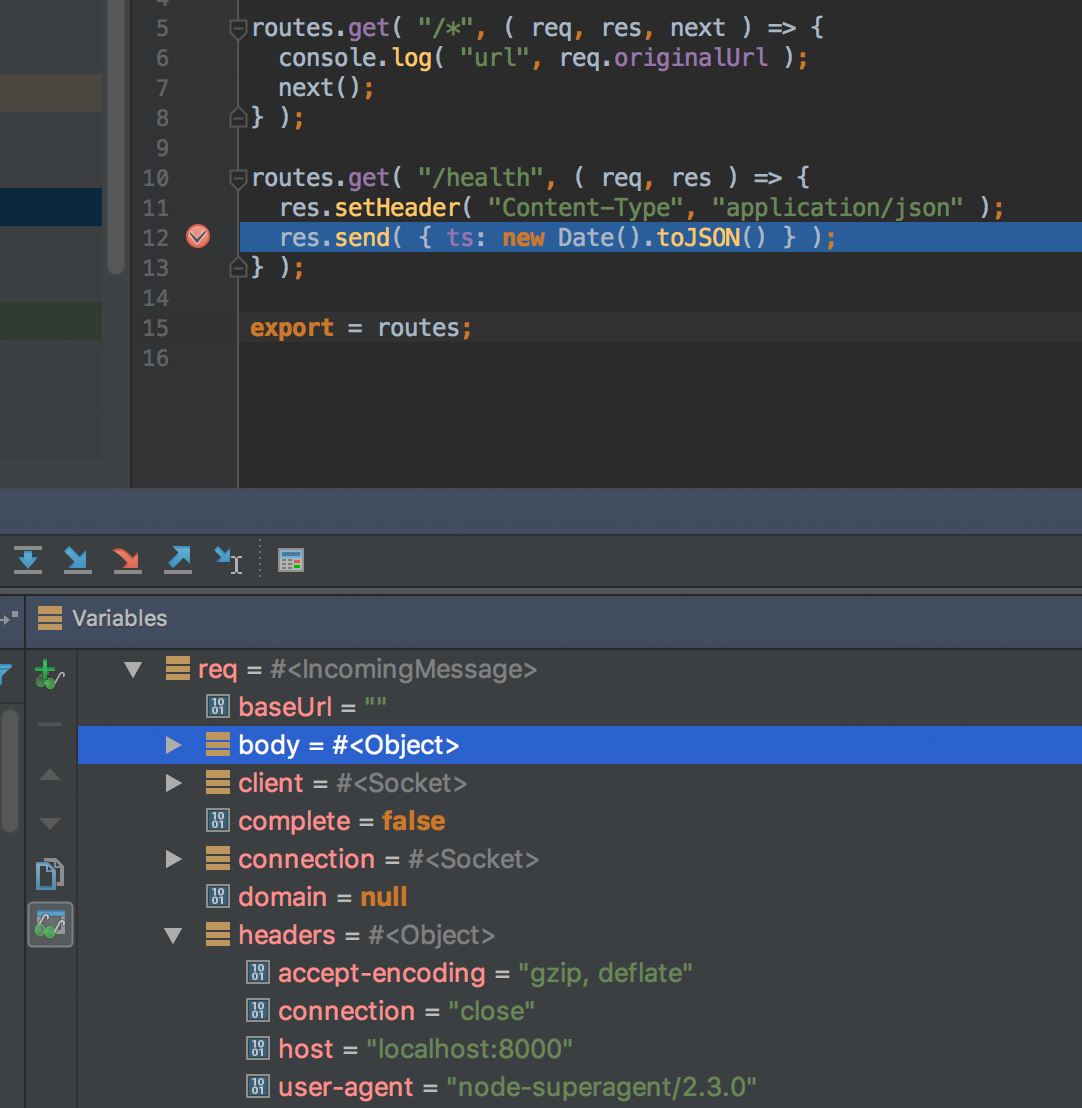 4
5 routes.get( "/*", ( req, res, next ) => {
6 console.log( "url", req.originalUrl );
7 next();
8 } );
9
10 routes.get( "/health", ( req, res ) => {
11 res.setHeader( "Content-Type", "application/json" );
12 res.send( { ts: new Date().toJSON() } );
13 } );
14
15 export = routes;
16
Variables
req = #<IncomingMessage>
baseUrl = ""
body = #<Object>
client = #<Socket>
complete = false
connection = #<Socket>
domain = null
headers = #<Object>
accept-encoding = "gzip, deflate"
connection = "close"
host = "localhost:8000"
user-agent = "node-superagent/2.3.0"